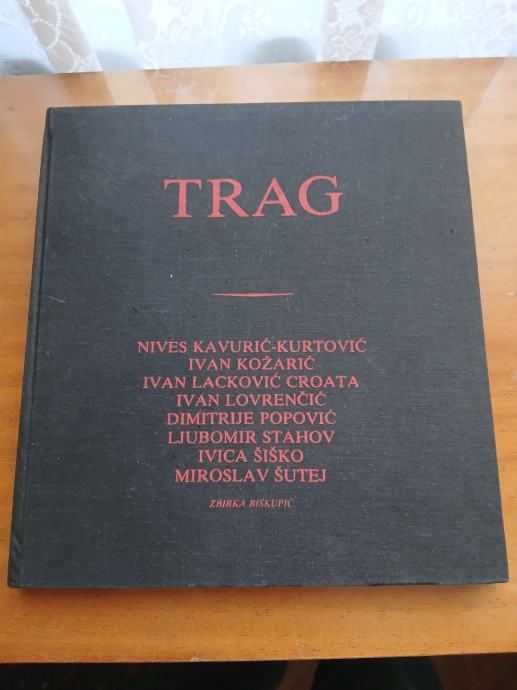 TRAG
NIVES KAVURIĆ-KURTOVIĆ
IVAN KOŽARIĆ
IVAN LACKOVIĆ CROATA
IVAN LOVRENČIĆ
DIMITRIJE POPOVIĆ
LJUBOMIR STAHOV
IVICA ŠIŠKO
MIROSLAV ŠUTEJ
ZBIRKA BIŠKUPIĆ